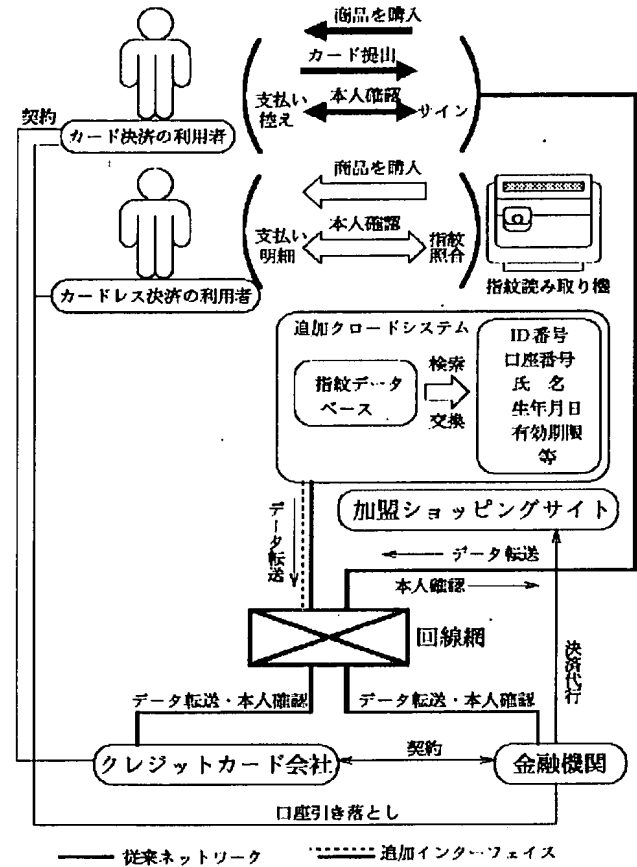 商品を購入
カード提出
支払い
控え
本人確認
サイン
契約
カード決済の利用者
商品を購入
支払い
明細
本人確認
指紋
照合
指紋読み取り機
カードレス決済の利用者
追加クロードシステム
指紋データ
ベース
検索
交換
ID番号
口座番号
氏 名
生年月日
有効期限
等
データ転送
加盟ショッピングサイト
データ転送
本人確認
回線網
決済代行
データ転送・本人確認
データ転送・本人確認
クレジットカード会社
契約
金融機関
口座引き落とし
従来ネットワーク
追加インターフェイス